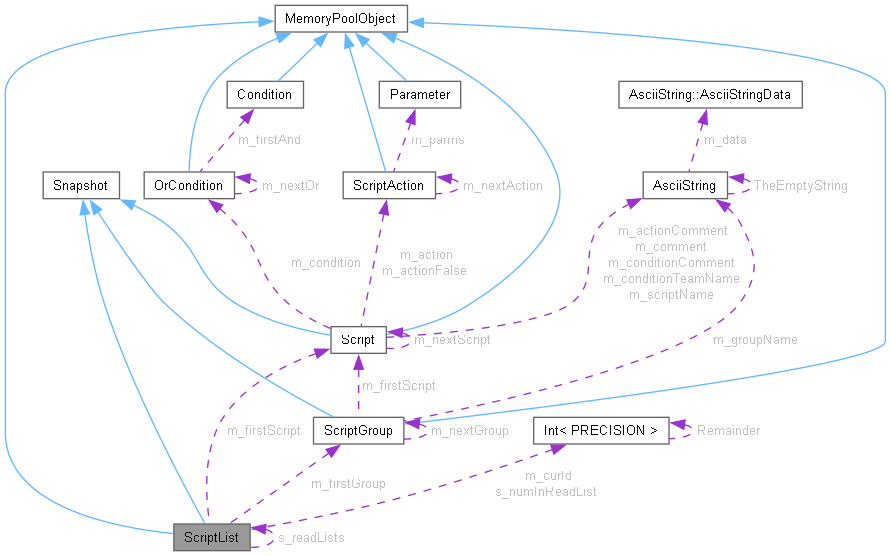 MemoryPoolObject
Condition
Parameter
AsciiString::AsciiStringData
m_firstAnd
m_parms
m_data
Snapshot
OrCondition
m_nextOr
ScriptAction
m_nextAction
AsciiString
TheEmptyString
m_condition
m_action
m_actionFalse
m_actionComment
m_comment
m_conditionComment
m_conditionTeamName
m_scriptName
Script
m_nextScript
m_groupName
m_firstScript
m_firstScript
ScriptGroup
m_nextGroup
Int< PRECISION >
Remainder
m_firstGroup
m_curId
s_numInReadList
ScriptList
s_readLists